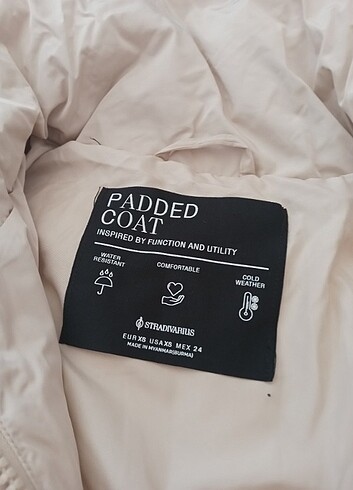 PADDED
COAT
INSPIRED BY FUNCTION AND UTILITY
WATER
RESISTANT
COMFORTABLE
COLD
WEATHER
STRADIVARIUS
EUR XS USA XS MEX 24
MADE IN MYANMAR(BURMA)